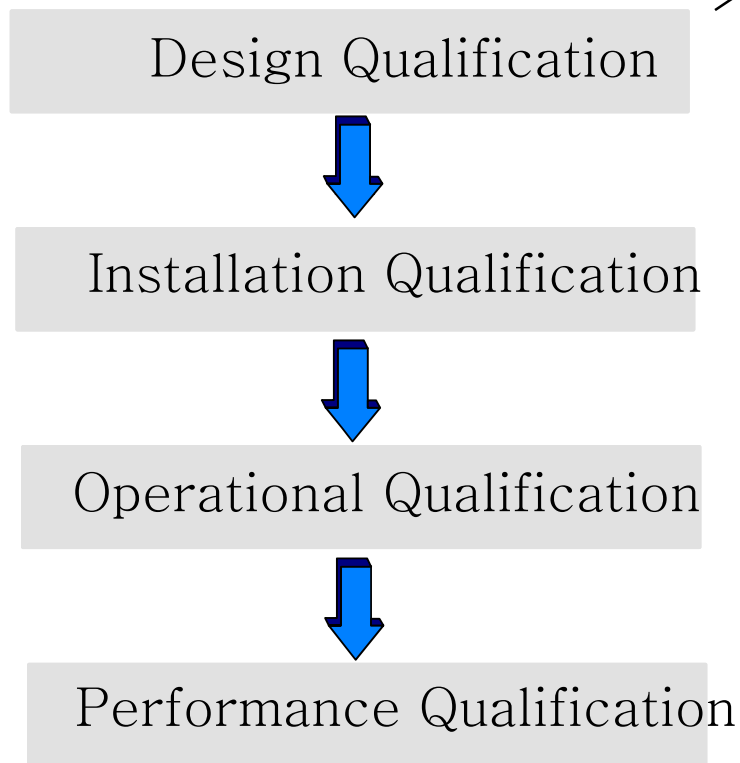 Design Qualification
Installation Qualification
Operational Qualification
Performance Qualification